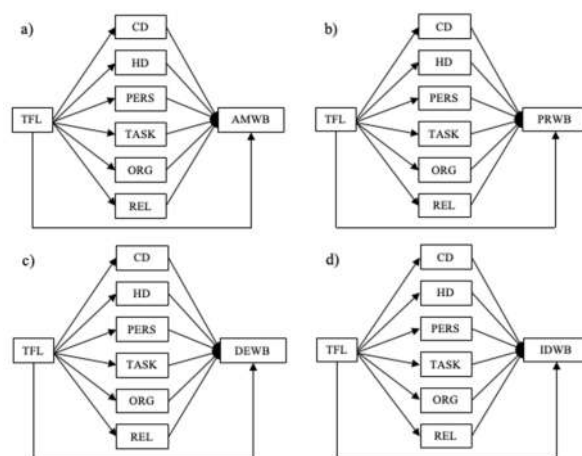 a)
CD
HD
PERS
TFL
AMWB
TASK
ORG
REL
b)
CD
HD
PERS
TFL
PRWB
TASK
ORG
REL
c)
CD
HD
PERS
TFL
DEWB
TASK
ORG
REL
d)
CD
HD
PERS
TFL
IDWB
TASK
ORG
REL